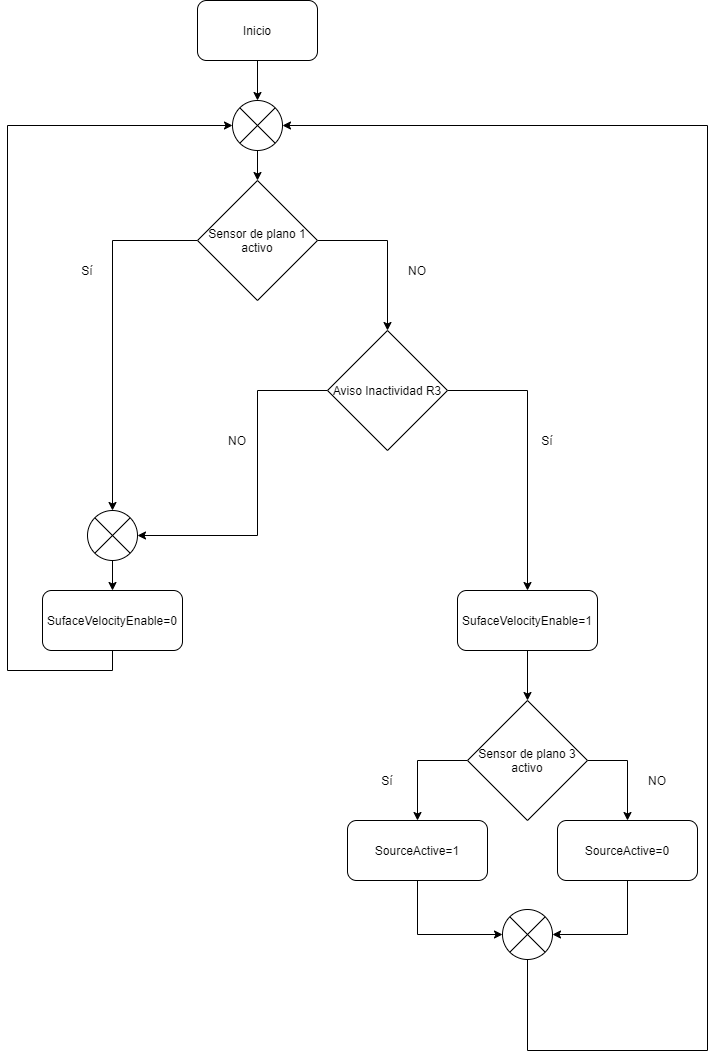 Inicio
Sensor de plano 1
activo
Sí
NO
Aviso Inactividad R3
NO
Sí
SufaceVelocityEnable=0
SufaceVelocityEnable=1
Sensor de plano 3
activo
Sí
NO
SourceActive=1
SourceActive=0